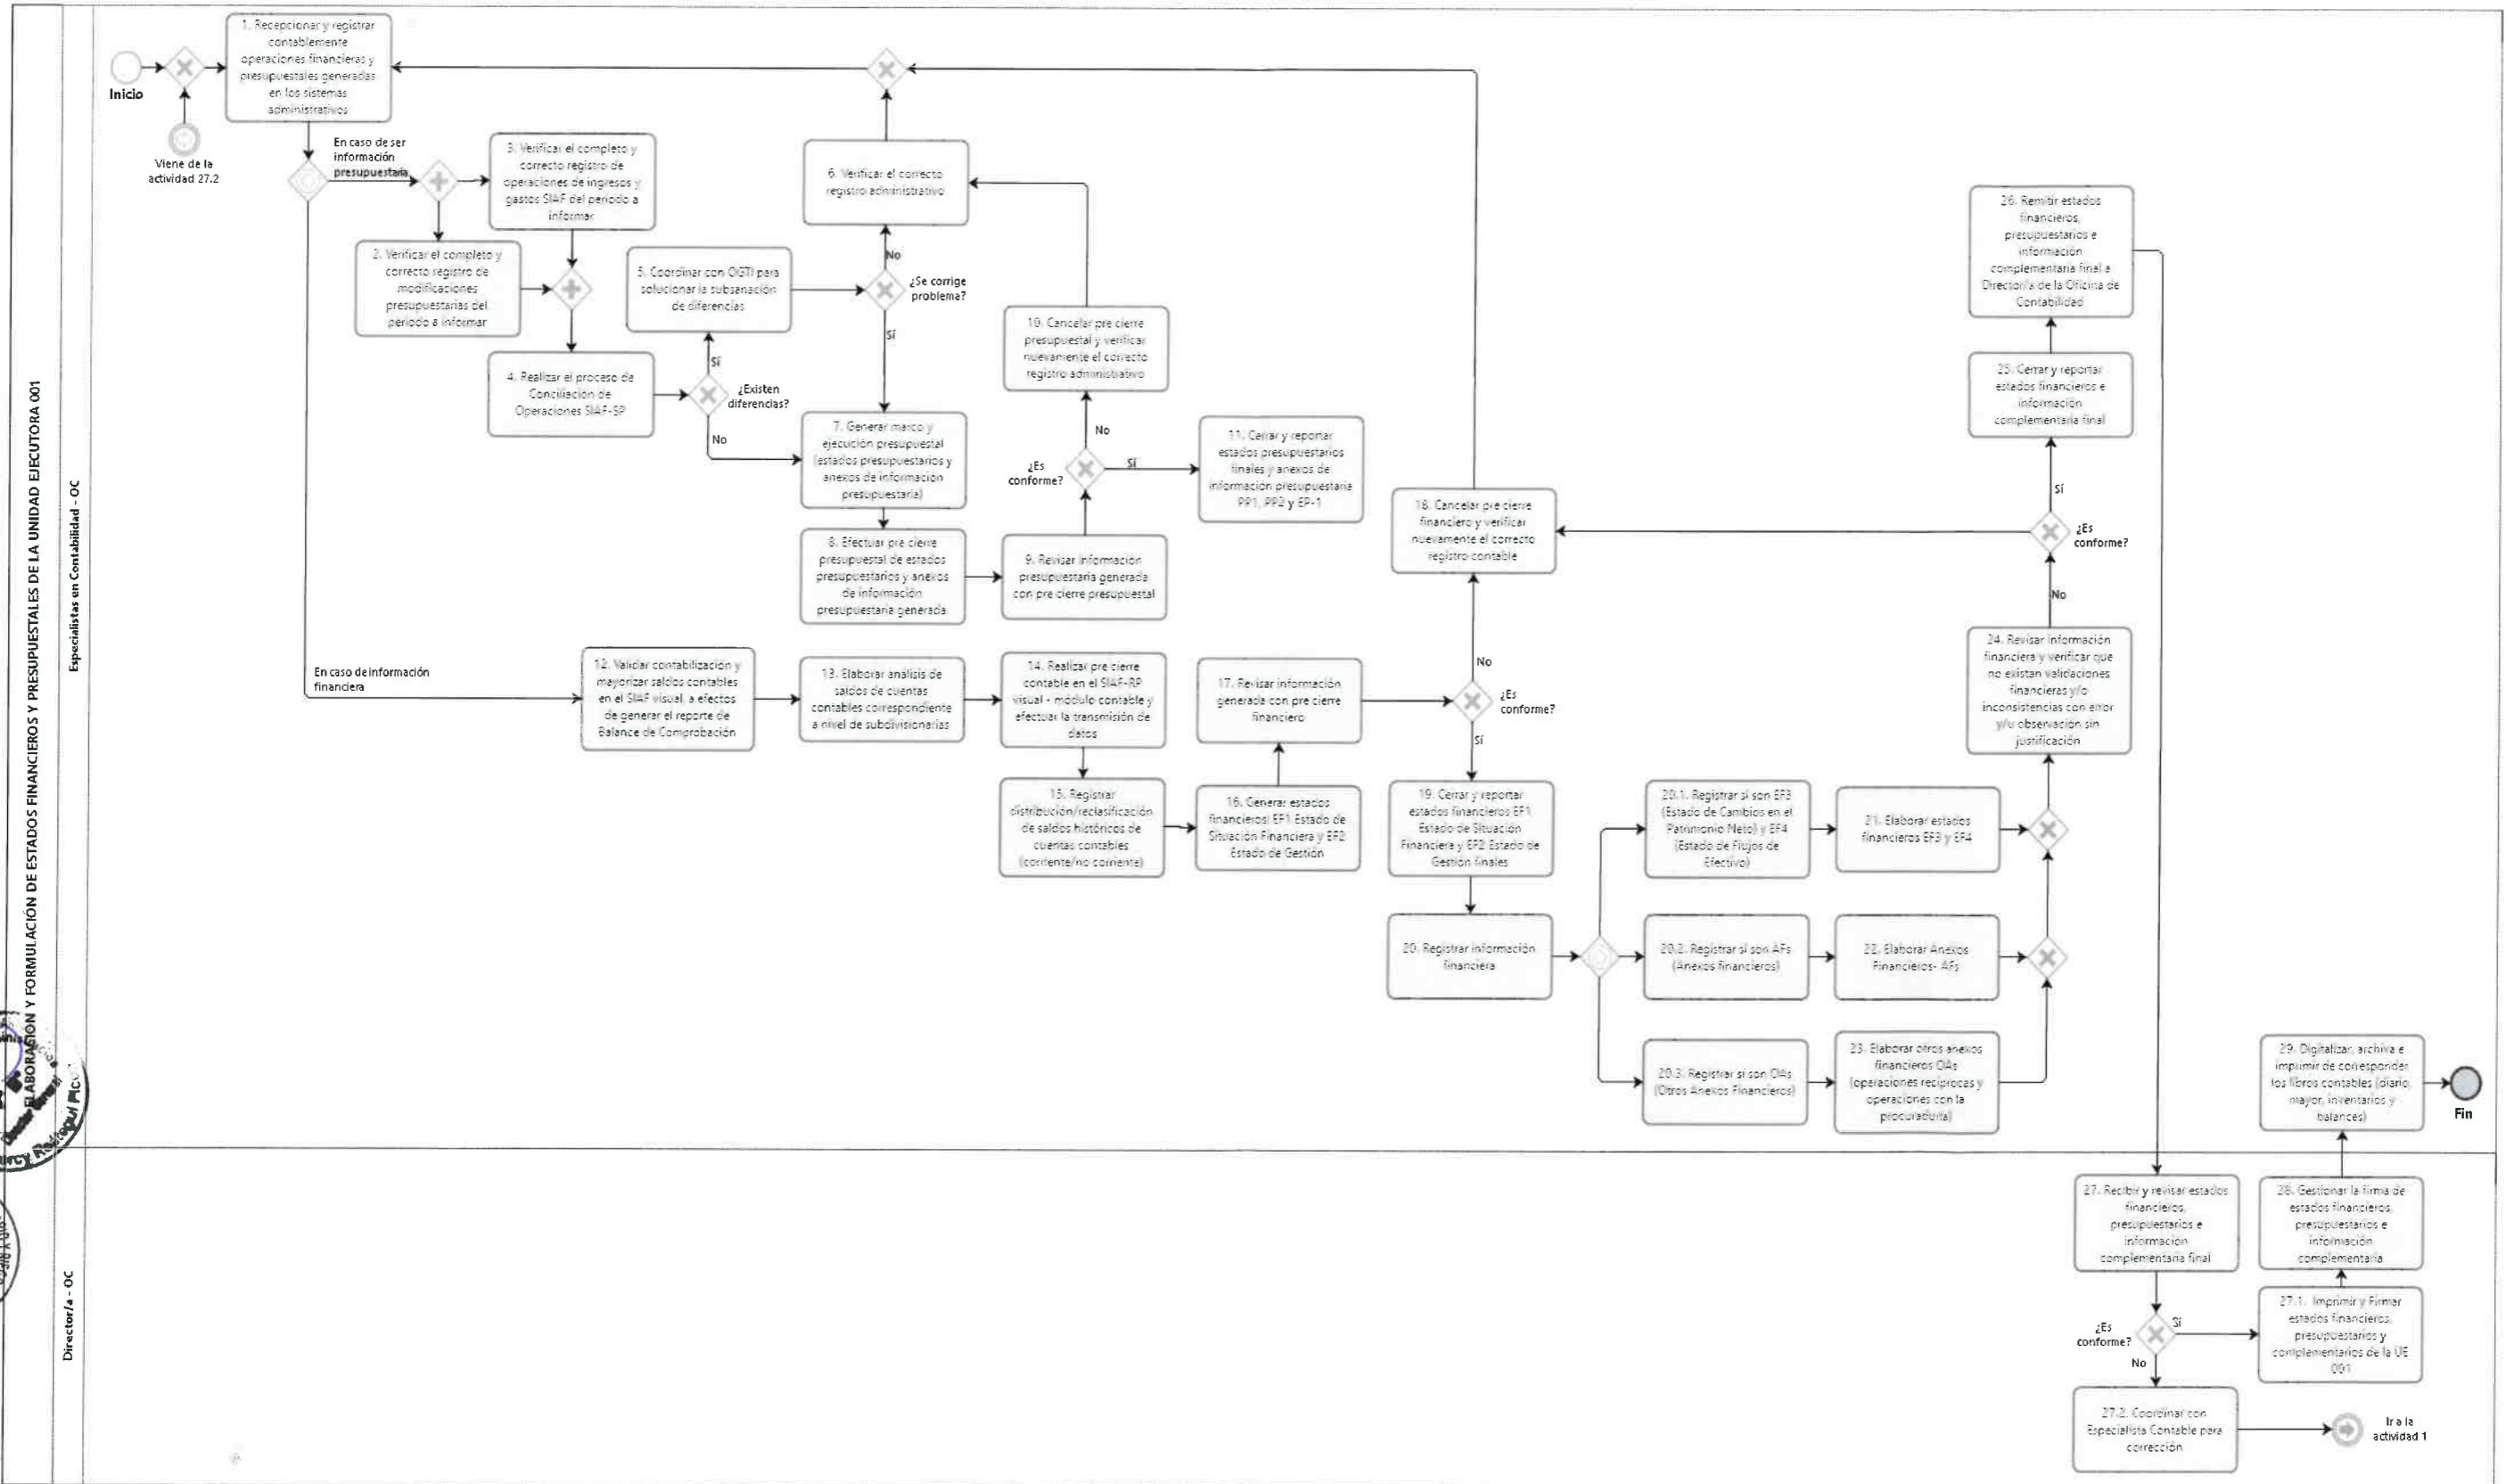 ELABORACIÓN Y FORMULACIÓN DE ESTADOS FINANCIEROS Y PRESUPUESTALES DE LA UNIDAD EJECUTORA 001
Especialistas en Contabilidad - OC
Inicio
Viene de la
actividad 27.2
1. Recepcionar y registrar
contablemente
operaciones financieras y
presupuestales generadas
en los sistemas
administrativos
En caso de ser
información
presupuestaria
3. Verificar el completo y
correcto registro de
operaciones de ingresos y
gastos SIAF del periodo a
informar
2. Verificar el completo y
correcto registro de
modificaciones
presupuestarias del
periodo a informar
4. Realizar el proceso de
Conciliación de
Operaciones SIAF-SP
¿Existen
diferencias?
Sí
No
5. Coordinar con OGTI para
solucionar la subsanación
de diferencias
¿Se corrige
problema?
No
Sí
6. Verificar el correcto
registro administrativo
7. Generar marco y
ejecución presupuestal
(estados presupuestarios y
anexos de información
presupuestaria)
8. Efectuar pre cierre
presupuestal de estados
presupuestarios y anexos
de información
presupuestaria generada
9. Revisar información
presupuestaria generada
con pre cierre presupuestal
¿Es
conforme?
No
Sí
10. Cancelar pre cierre
presupuestal y verificar
nuevamente el correcto
registro administrativo
11. Cerrar y reportar
estados presupuestarios
finales y anexos de
información presupuestaria
PP1, PP2 y EP-1
En caso de información
financiera
12. Validar contabilización y
mayorizar saldos contables
en el SIAF visual, a efectos
de generar el reporte de
Balance de Comprobación
13. Elaborar análisis de
saldos de cuentas
contables correspondiente
a nivel de subdivisionarias
14. Realizar pre cierre
contable en el SIAF-RP
visual - módulo contable y
efectuar la transmisión de
datos
15. Registrar
distribución/reclasificación
de saldos históricos de
cuentas contables
(corriente/no corriente)
16. Generar estados
financieros: EF1 Estado de
Situación Financiera y EF2
Estado de Gestión
17. Revisar información
generada con pre cierre
financiero
¿Es
conforme?
No
Sí
18. Cancelar pre cierre
financiero y verificar
nuevamente el correcto
registro contable
19. Cerrar y reportar
estados financieros EF1
Estado de Situación
Financiera y EF2 Estado de
Gestión finales
20. Registrar información
financiera
20.1. Registrar si son EF3
(Estado de Cambios en el
Patrimonio Neto) y EF4
(Estado de Flujos de
Efectivo)
20.2. Registrar si son AFs
(Anexos financieros)
20.3. Registrar si son OAs
(Otros Anexos Financieros)
21. Elaborar estados
financieros EF3 y EF4
22. Elaborar Anexos
Financieros- AFs
23. Elaborar otros anexos
financieros OAs
(operaciones recíprocas y
operaciones con la
procuraduría)
24. Revisar información
financiera y verificar que
no existan validaciones
financieras y/o
inconsistencias con error
y/u observación sin
justificación
No
¿Es
conforme?
Sí
25. Cerrar y reportar
estados financieros e
información
complementaria final
26. Remitir estados
financieros,
presupuestarios e
información
complementaria final a
Director/a de la Oficina de
Contabilidad
29. Digitalizar, archiva e
imprimir de corresponder
los libros contables (diario,
mayor, inventarios y
balances)
Fin
Director/a - OC
27. Recibir y revisar estados
financieros,
presupuestarios e
información
complementaria final
¿Es
conforme?
Sí
No
27.1. Imprimir y Firmar
estados financieros,
presupuestarios y
complementarios de la UE
001
28. Gestionar la firma de
estados financieros,
presupuestarios e
información
complementaria
27.2. Coordinar con
Especialista Contable para
corrección
Ir a la
actividad 1